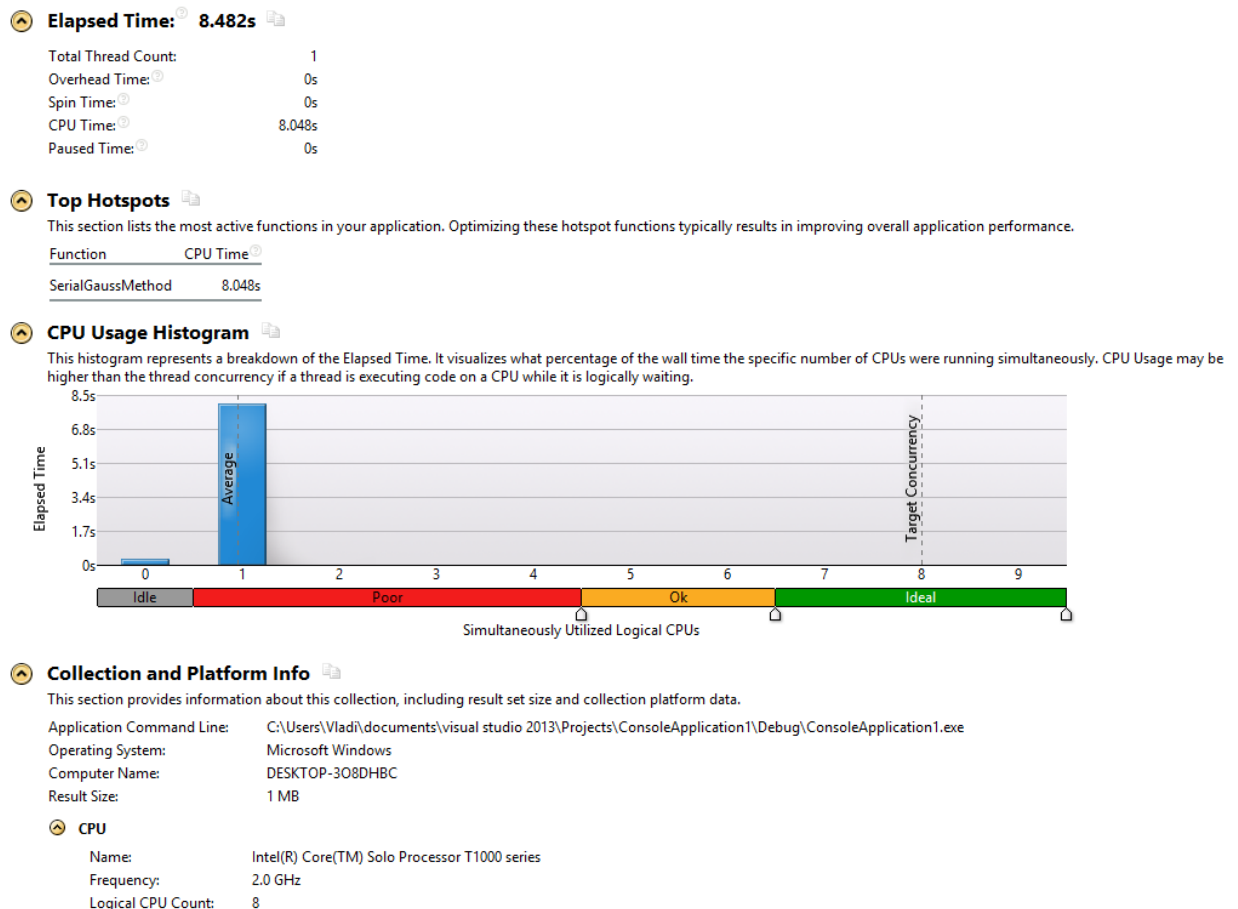 Elapsed Time: 8.482s
Total Thread Count: 1
Overhead Time: 0s
Spin Time: 0s
CPU Time: 8.048s
Paused Time: 0s
Top Hotspots
This section lists the most active functions in your application. Optimizing these hotspot functions typically results in improving overall application performance.
Function CPU Time
SerialGaussMethod 8.048s
CPU Usage Histogram
This histogram represents a breakdown of the Elapsed Time. It visualizes what percentage of the wall time the specific number of CPUs were running simultaneously. CPU Usage may be
higher than the thread concurrency if a thread is executing code on a CPU while it is logically waiting.
8.5s
6.8s
5.1s
3.4s
1.7s
0s
Elapsed Time
Average
Target Concurrency
0 1 2 3 4 5 6 7 8 9
Idle Poor Ok Ideal
Simultaneously Utilized Logical CPUs
Collection and Platform Info
This section provides information about this collection, including result set size and collection platform data.
Application Command Line: C:\Users\Vladi\documents\visual studio 2013\Projects\ConsoleApplication1\Debug\ConsoleApplication1.exe
Operating System: Microsoft Windows
Computer Name: DESKTOP-3O8DHBC
Result Size: 1 MB
CPU
Name: Intel(R) Core(TM) Solo Processor T1000 series
Frequency: 2.0 GHz
Logical CPU Count: 8